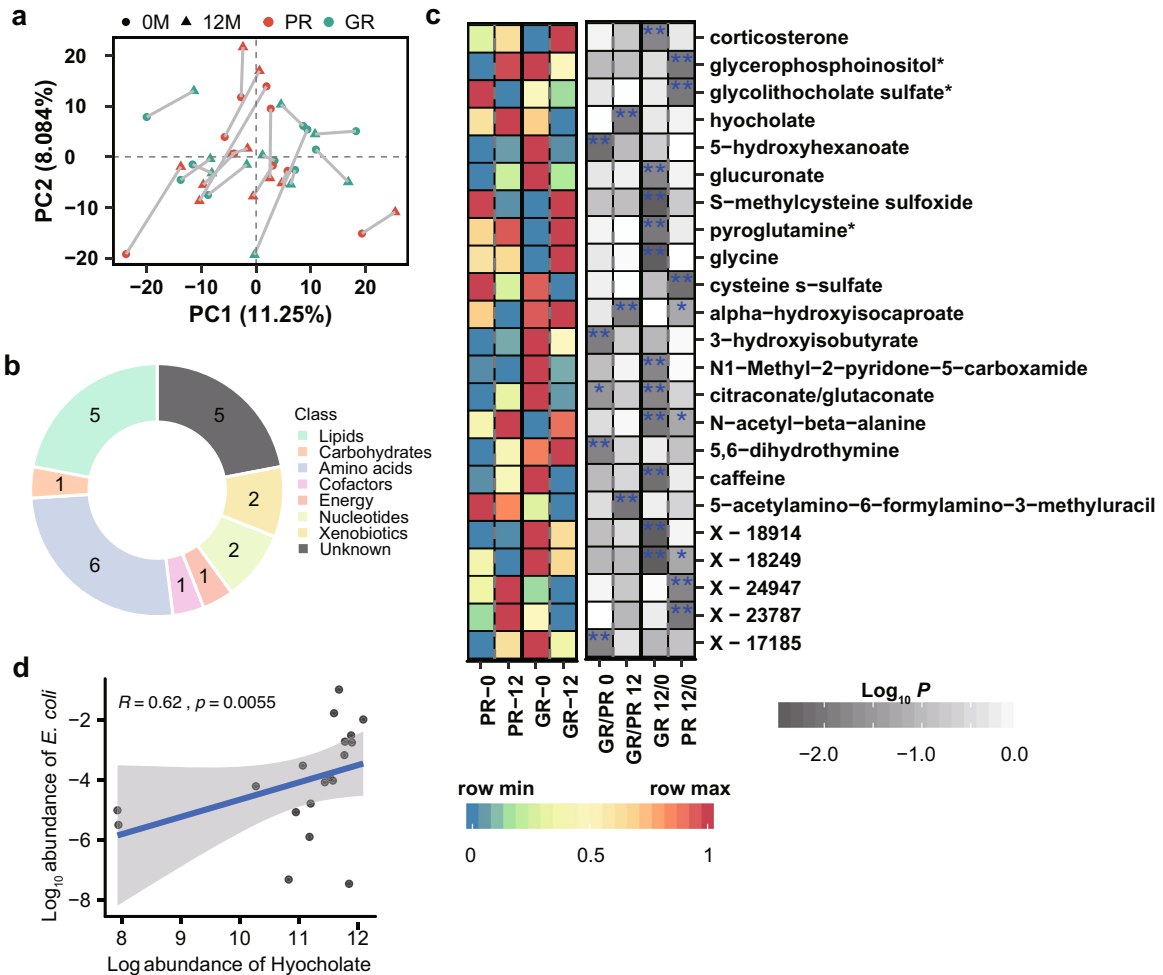 a
0M 12M PR GR
20
10
0
−10
−20
PC2 (8.084%)
−20 −10 0 10 20
PC1 (11.25%)
b
5
5
1
2
6
2
1
1
Class
Lipids
Carbohydrates
Amino acids
Cofactors
Energy
Nucleotides
Xenobiotics
Unknown
c
** corticosterone
** glycerophosphoinositol*
** glycolithocholate sulfate*
** hyocholate
** 5−hydroxyhexanoate
** glucuronate
** S−methylcysteine sulfoxide
** pyroglutamine*
** glycine
** cysteine s−sulfate
** * alpha−hydroxyisocaproate
** 3−hydroxyisobutyrate
** N1−Methyl−2−pyridone−5−carboxamide
* ** citraconate/glutaconate
** * N−acetyl−beta−alanine
** 5,6−dihydrothymine
** caffeine
** 5−acetylamino−6−formylamino−3−methyluracil
** X − 18914
** * X − 18249
** X − 24947
** X − 23787
** X − 17185
PR−0
PR−12
GR−0
GR−12
GR/PR 0
GR/PR 12
GR 12/0
PR 12/0
Log10 P
−2.0 −1.0 0.0
row min row max
0 0.5 1
d
R = 0.62 , p = 0.0055
−2
−4
−6
−8
Log10 abundance of E. coli
8 9 10 11 12
Log abundance of Hyocholate